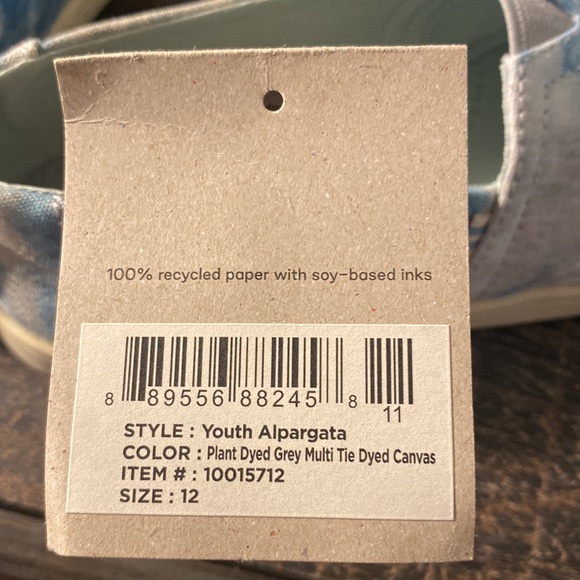 100% recycled paper with soy-based inks
8 89556 88245 8 11
STYLE : Youth Alpargata
COLOR : Plant Dyed Grey Multi Tie Dyed Canvas
ITEM # : 10015712
SIZE : 12